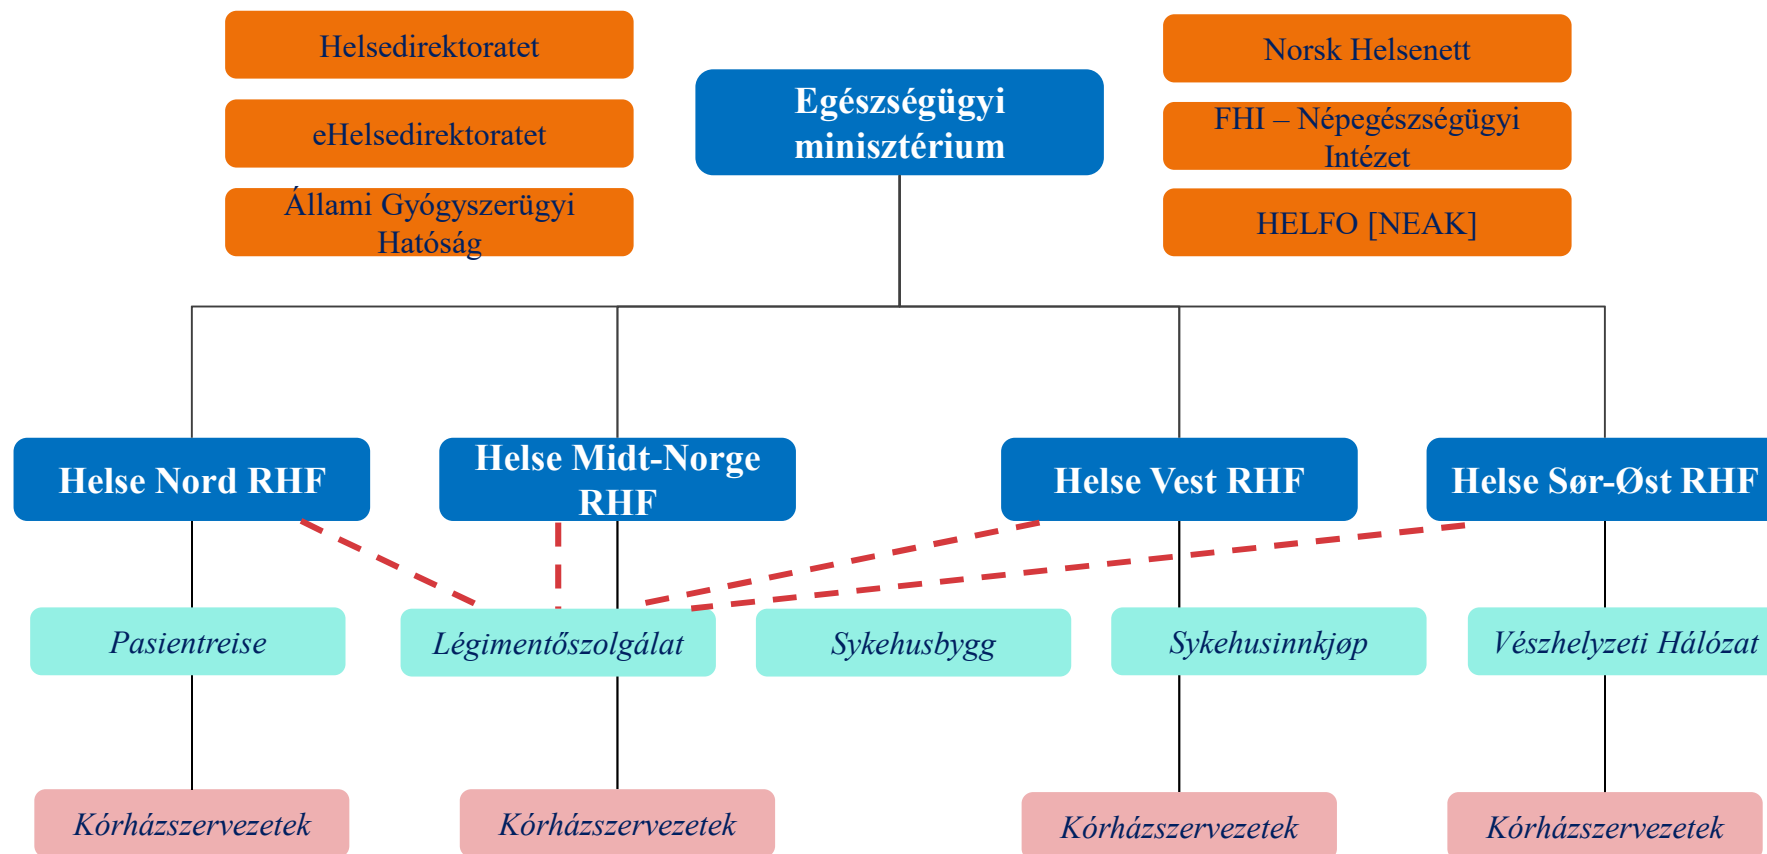 Helsedirektoratet
Norsk Helsenett
Egészségügyi
minisztérium
eHelsedirektoratet
FHI – Népegészségügyi
Intézet
Állami Gyógyszerügyi
Hatóság
HELFO [NEAK]
Helse Nord RHF
Helse Midt-Norge
RHF
Helse Vest RHF
Helse Sør-Øst RHF
Pasientreise
Légimentőszolgálat
Sykehusbygg
Sykehusinnkjøp
Vészhelyzeti Hálózat
Kórházszervezetek
Kórházszervezetek
Kórházszervezetek
Kórházszervezetek